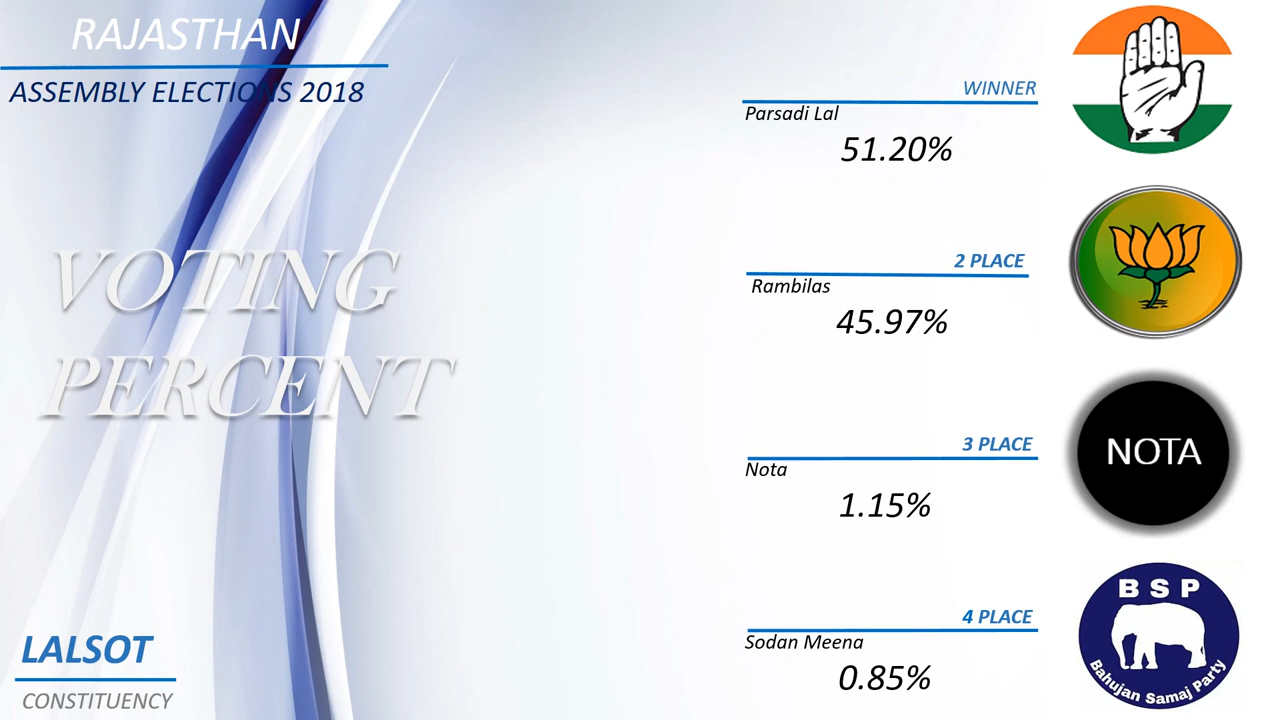 RAJASTHAN
ASSEMBLY ELECTIONS 2018
VOTING
PERCENT
LALSOT
CONSTITUENCY
WINNER
Parsadi Lal
51.20%
2 PLACE
Rambilas
45.97%
3 PLACE
Nota
1.15%
NOTA
4 PLACE
Sodan Meena
0.85%
BSP
Bahujan Samaj Party